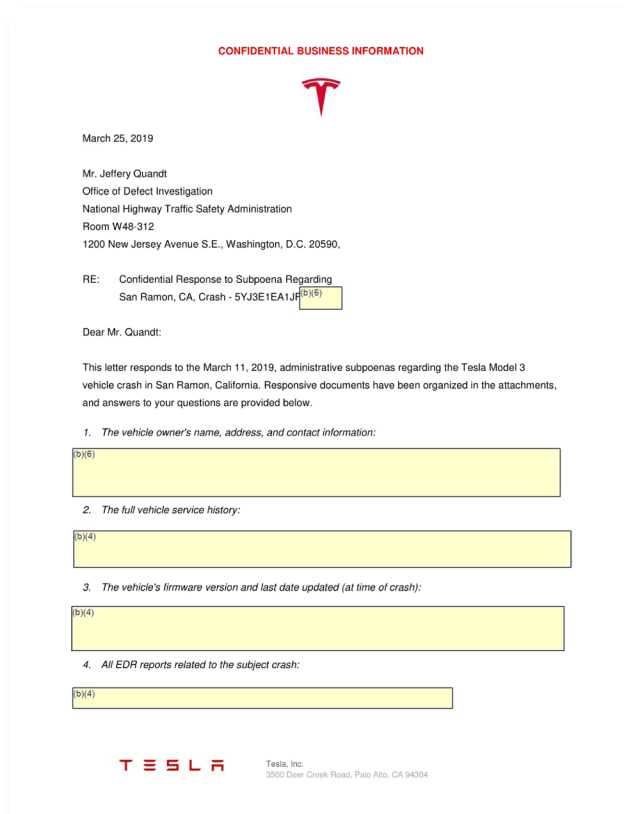 CONFIDENTIAL BUSINESS INFORMATION
March 25, 2019
Mr. Jeffery Quandt
Office of Defect Investigation
National Highway Traffic Safety Administration
Room W48-312
1200 New Jersey Avenue S.E., Washington, D.C. 20590,
RE: Confidential Response to Subpoena Regarding
San Ramon, CA, Crash - 5YJ3E1EA1JF(b)(6)
Dear Mr. Quandt:
This letter responds to the March 11, 2019, administrative subpoenas regarding the Tesla Model 3
vehicle crash in San Ramon, California. Responsive documents have been organized in the attachments,
and answers to your questions are provided below.
1. The vehicle owner's name, address, and contact information:
(b)(6)
2. The full vehicle service history:
(b)(4)
3. The vehicle's firmware version and last date updated (at time of crash):
(b)(4)
4. All EDR reports related to the subject crash:
(b)(4)
TESLA
Tesla, Inc.
3500 Deer Creek Road, Palo Alto, CA 94304